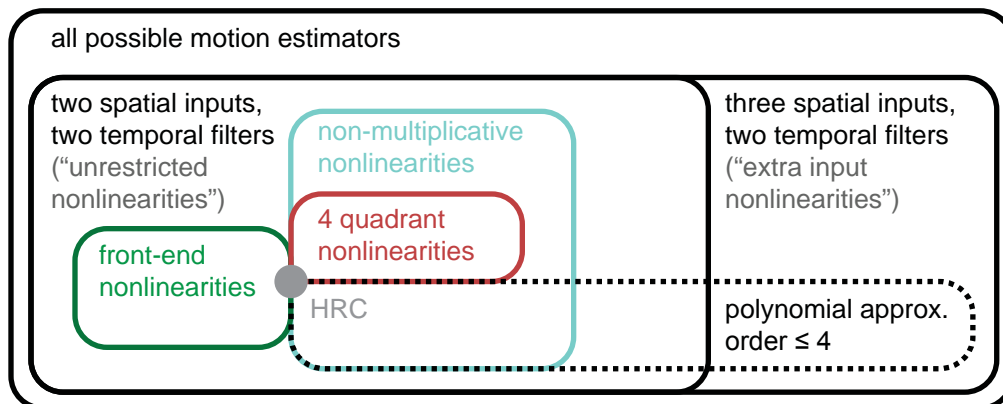 all possible motion estimators
two spatial inputs,
two temporal filters
(“unrestricted
nonlinearities”)
non-multiplicative
nonlinearities
three spatial inputs,
two temporal filters
(“extra input
nonlinearities”)
4 quadrant
nonlinearities
front-end
nonlinearities
HRC
polynomial approx.
order ≤ 4